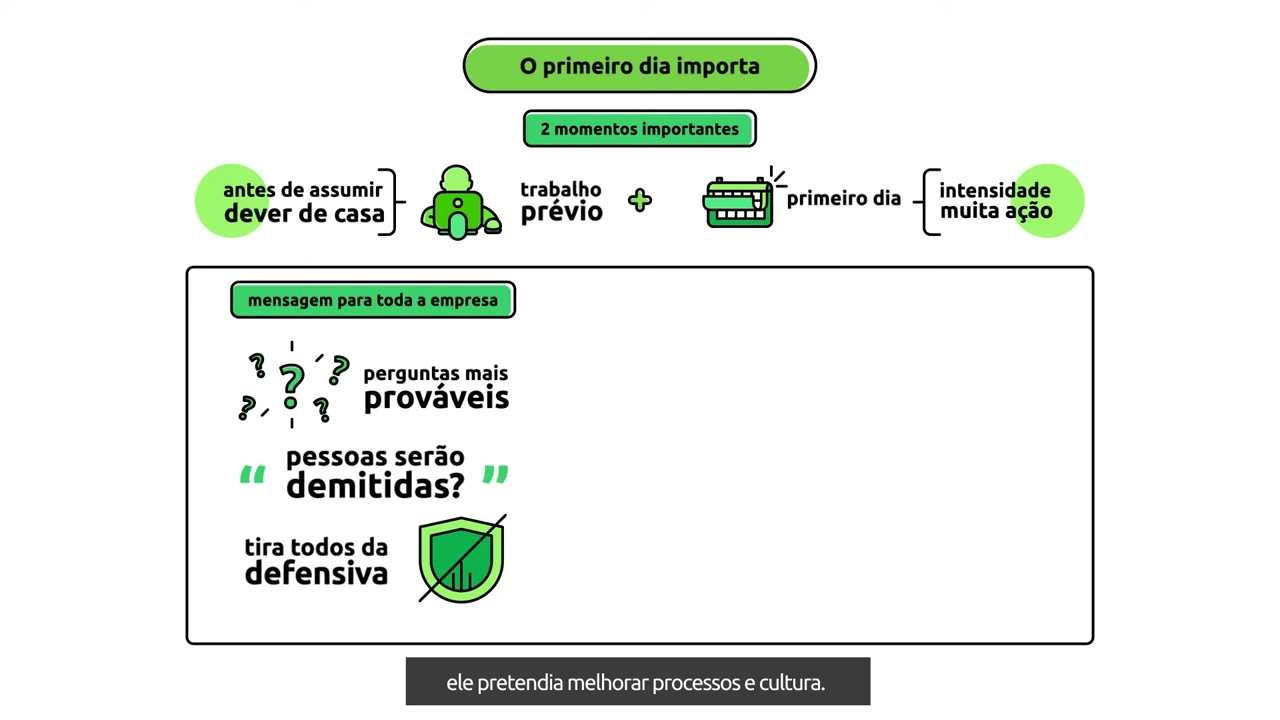 O primeiro dia importa
2 momentos importantes
antes de assumir
dever de casa
trabalho
prévio
primeiro dia
intensidade
muita ação
mensagem para toda a empresa
? ? ? ? ?
perguntas mais
prováveis
“ pessoas serão
demitidas? ”
tira todos da
defensiva
ele pretendia melhorar processos e cultura.